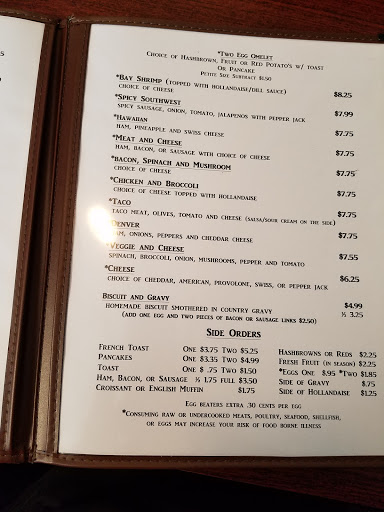 *Two Egg Omelet
Choice of Hashbrown, Fruit or Red Potato's w/ toast
Or Pancake
Petite Size Subtract $1.50
*Bay Shrimp (topped with hollandaise/dill sauce) $8.25
choice of cheese
*Spicy Southwest $7.99
spicy sausage, onion, tomato, jalapenos with pepper jack
*Hawaiian $7.75
ham, pineapple and swiss cheese
*Meat and Cheese $7.75
ham, bacon, or sausage with choice of cheese
*bacon, Spinach and Mushroom $7.75
choice of cheese
*Chicken and Broccoli $7.75
choice of cheese topped with hollandaise
*Taco $7.75
taco meat, olives, tomato and cheese (salsa/sour cream on the side)
Denver $7.75
ham, onions, peppers and cheddar cheese
*Veggie and Cheese $7.55
spinach, broccoli, onion, mushrooms, pepper and tomato
*Cheese $6.25
choice of cheddar, american, provolone, swiss, or pepper jack
Biscuit and Gravy $4.99
homemade biscuit smothered in country gravy ½ 3.25
(add one egg and two pieces of bacon or sausage links $2.50)
Side Orders
French Toast One $3.75 Two $5.25
Pancakes One $3.35 Two $4.99
Toast One $ .75 Two $1.50
Ham, Bacon, or Sausage ½ 1.75 Full $3.50
Croissant or English Muffin $1.75
Hashbrowns or Reds $2.25
Fresh Fruit (in season) $2.25
*Eggs One $.95 *Two $1.85
Side of Gravy $.75
Side of Hollandaise $1.25
Egg beaters extra .30 cents per egg
*Consuming raw or undercooked meats, poultry, seafood, shellfish,
or eggs may increase your risk of food borne illness